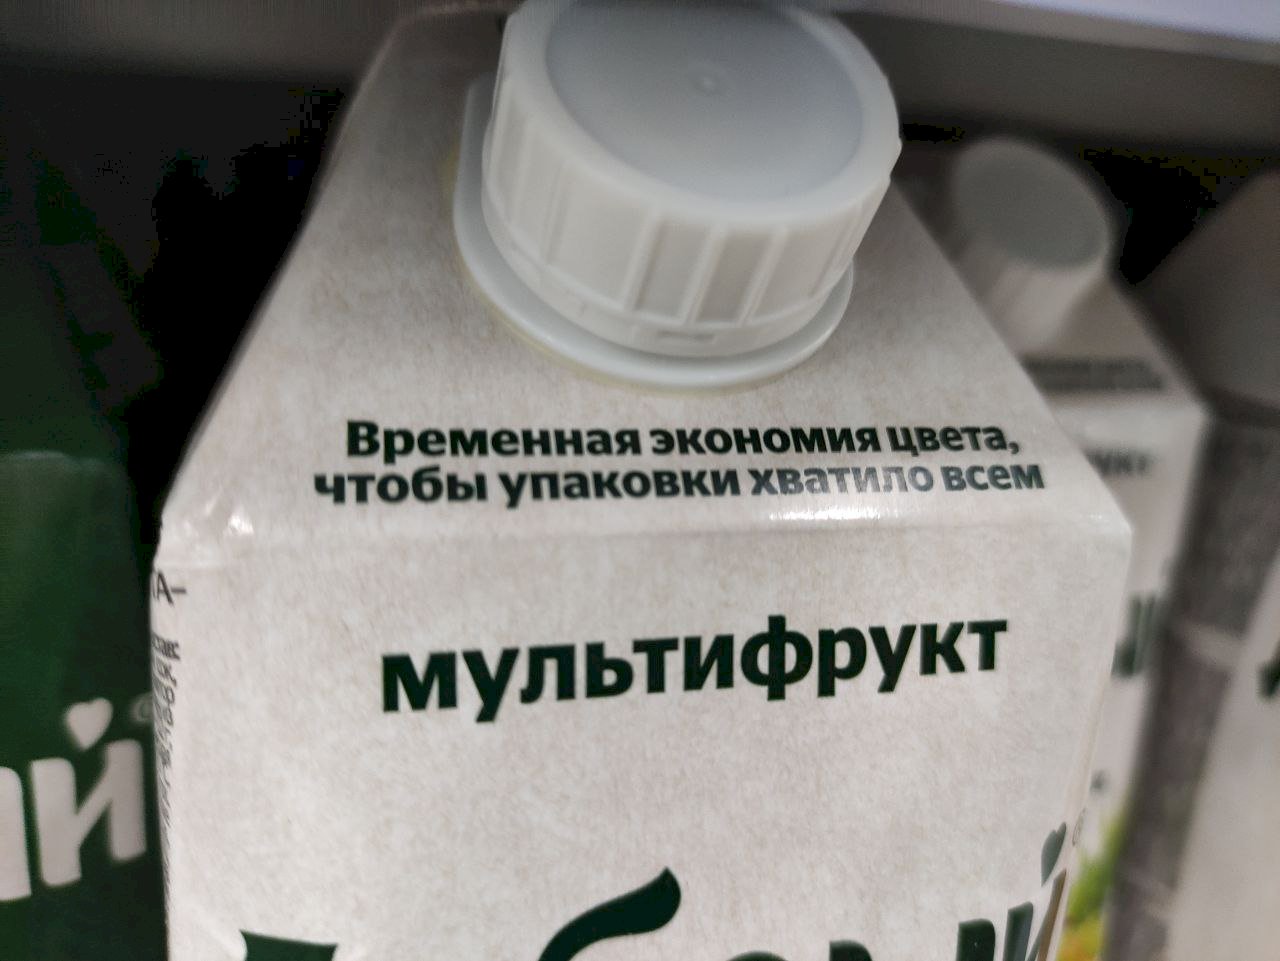 Временная экономия цвета,
чтобы упаковки хватило всем
мультифрукт